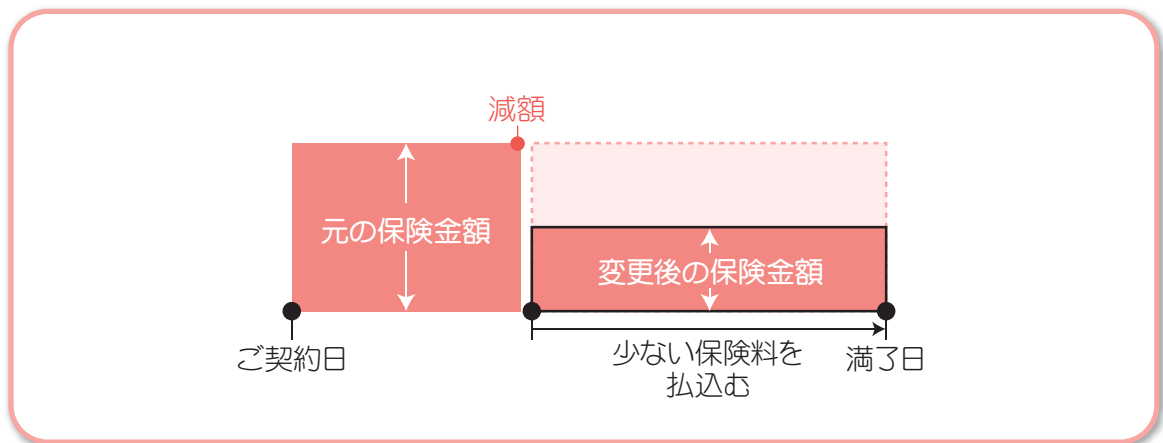 減額
元の保険金額
変更後の保険金額
ご契約日
少ない保険料を
払込む
満了日